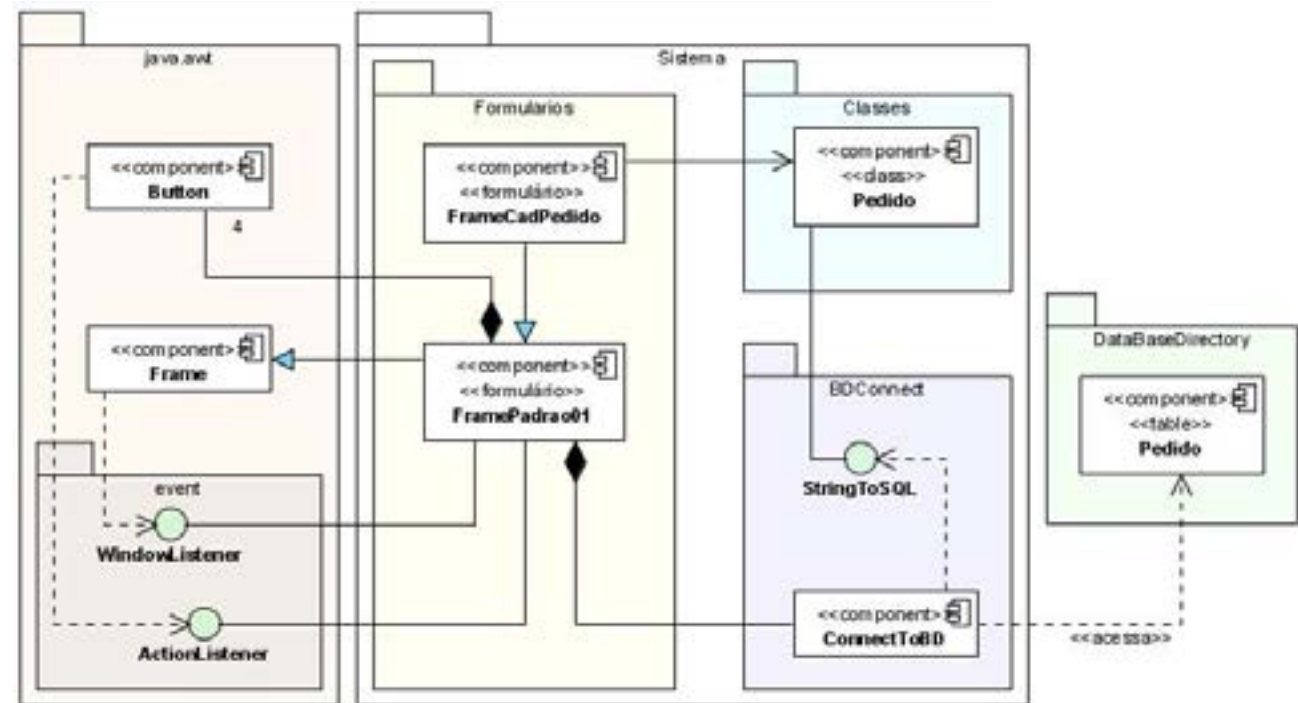 java.awt
<<component>>
Button
4
<<component>>
Frame
event
WindowListener
ActionListener
Sistema
Formularios
<<component>>
<<formulário>>
FrameCadPedido
<<component>>
<<formulário>>
FramePadrao01
Classes
<<component>>
<<class>>
Pedido
BDConnect
StringToSQL
<<component>>
ConnectToBD
<<acessa>>
DataBaseDirectory
<<component>>
<<table>>
Pedido